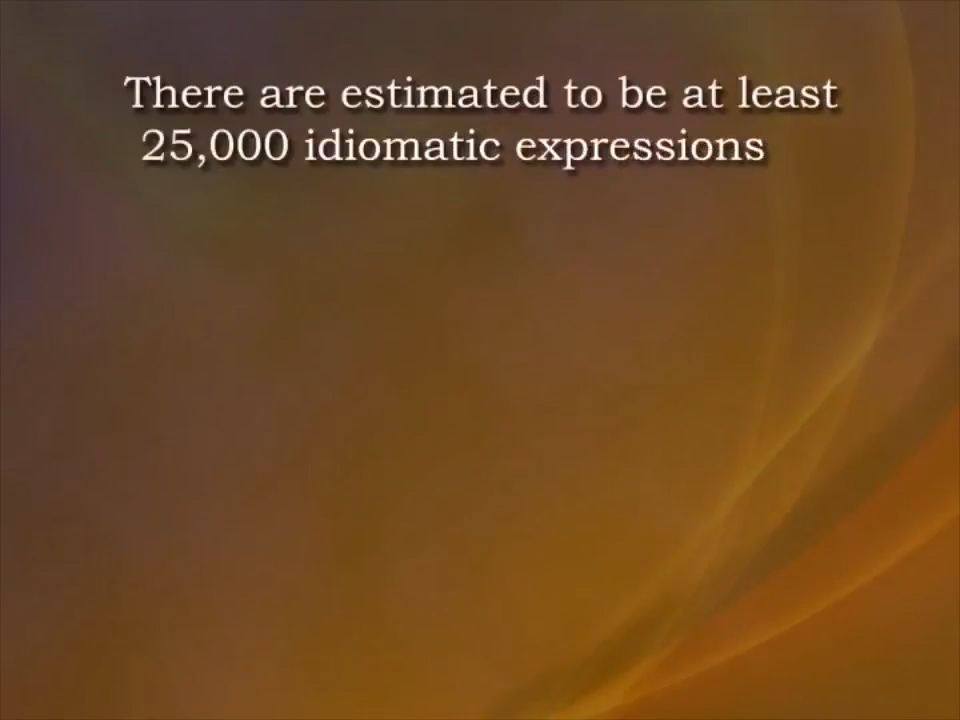 There are estimated to be at least
25,000 idiomatic expressions